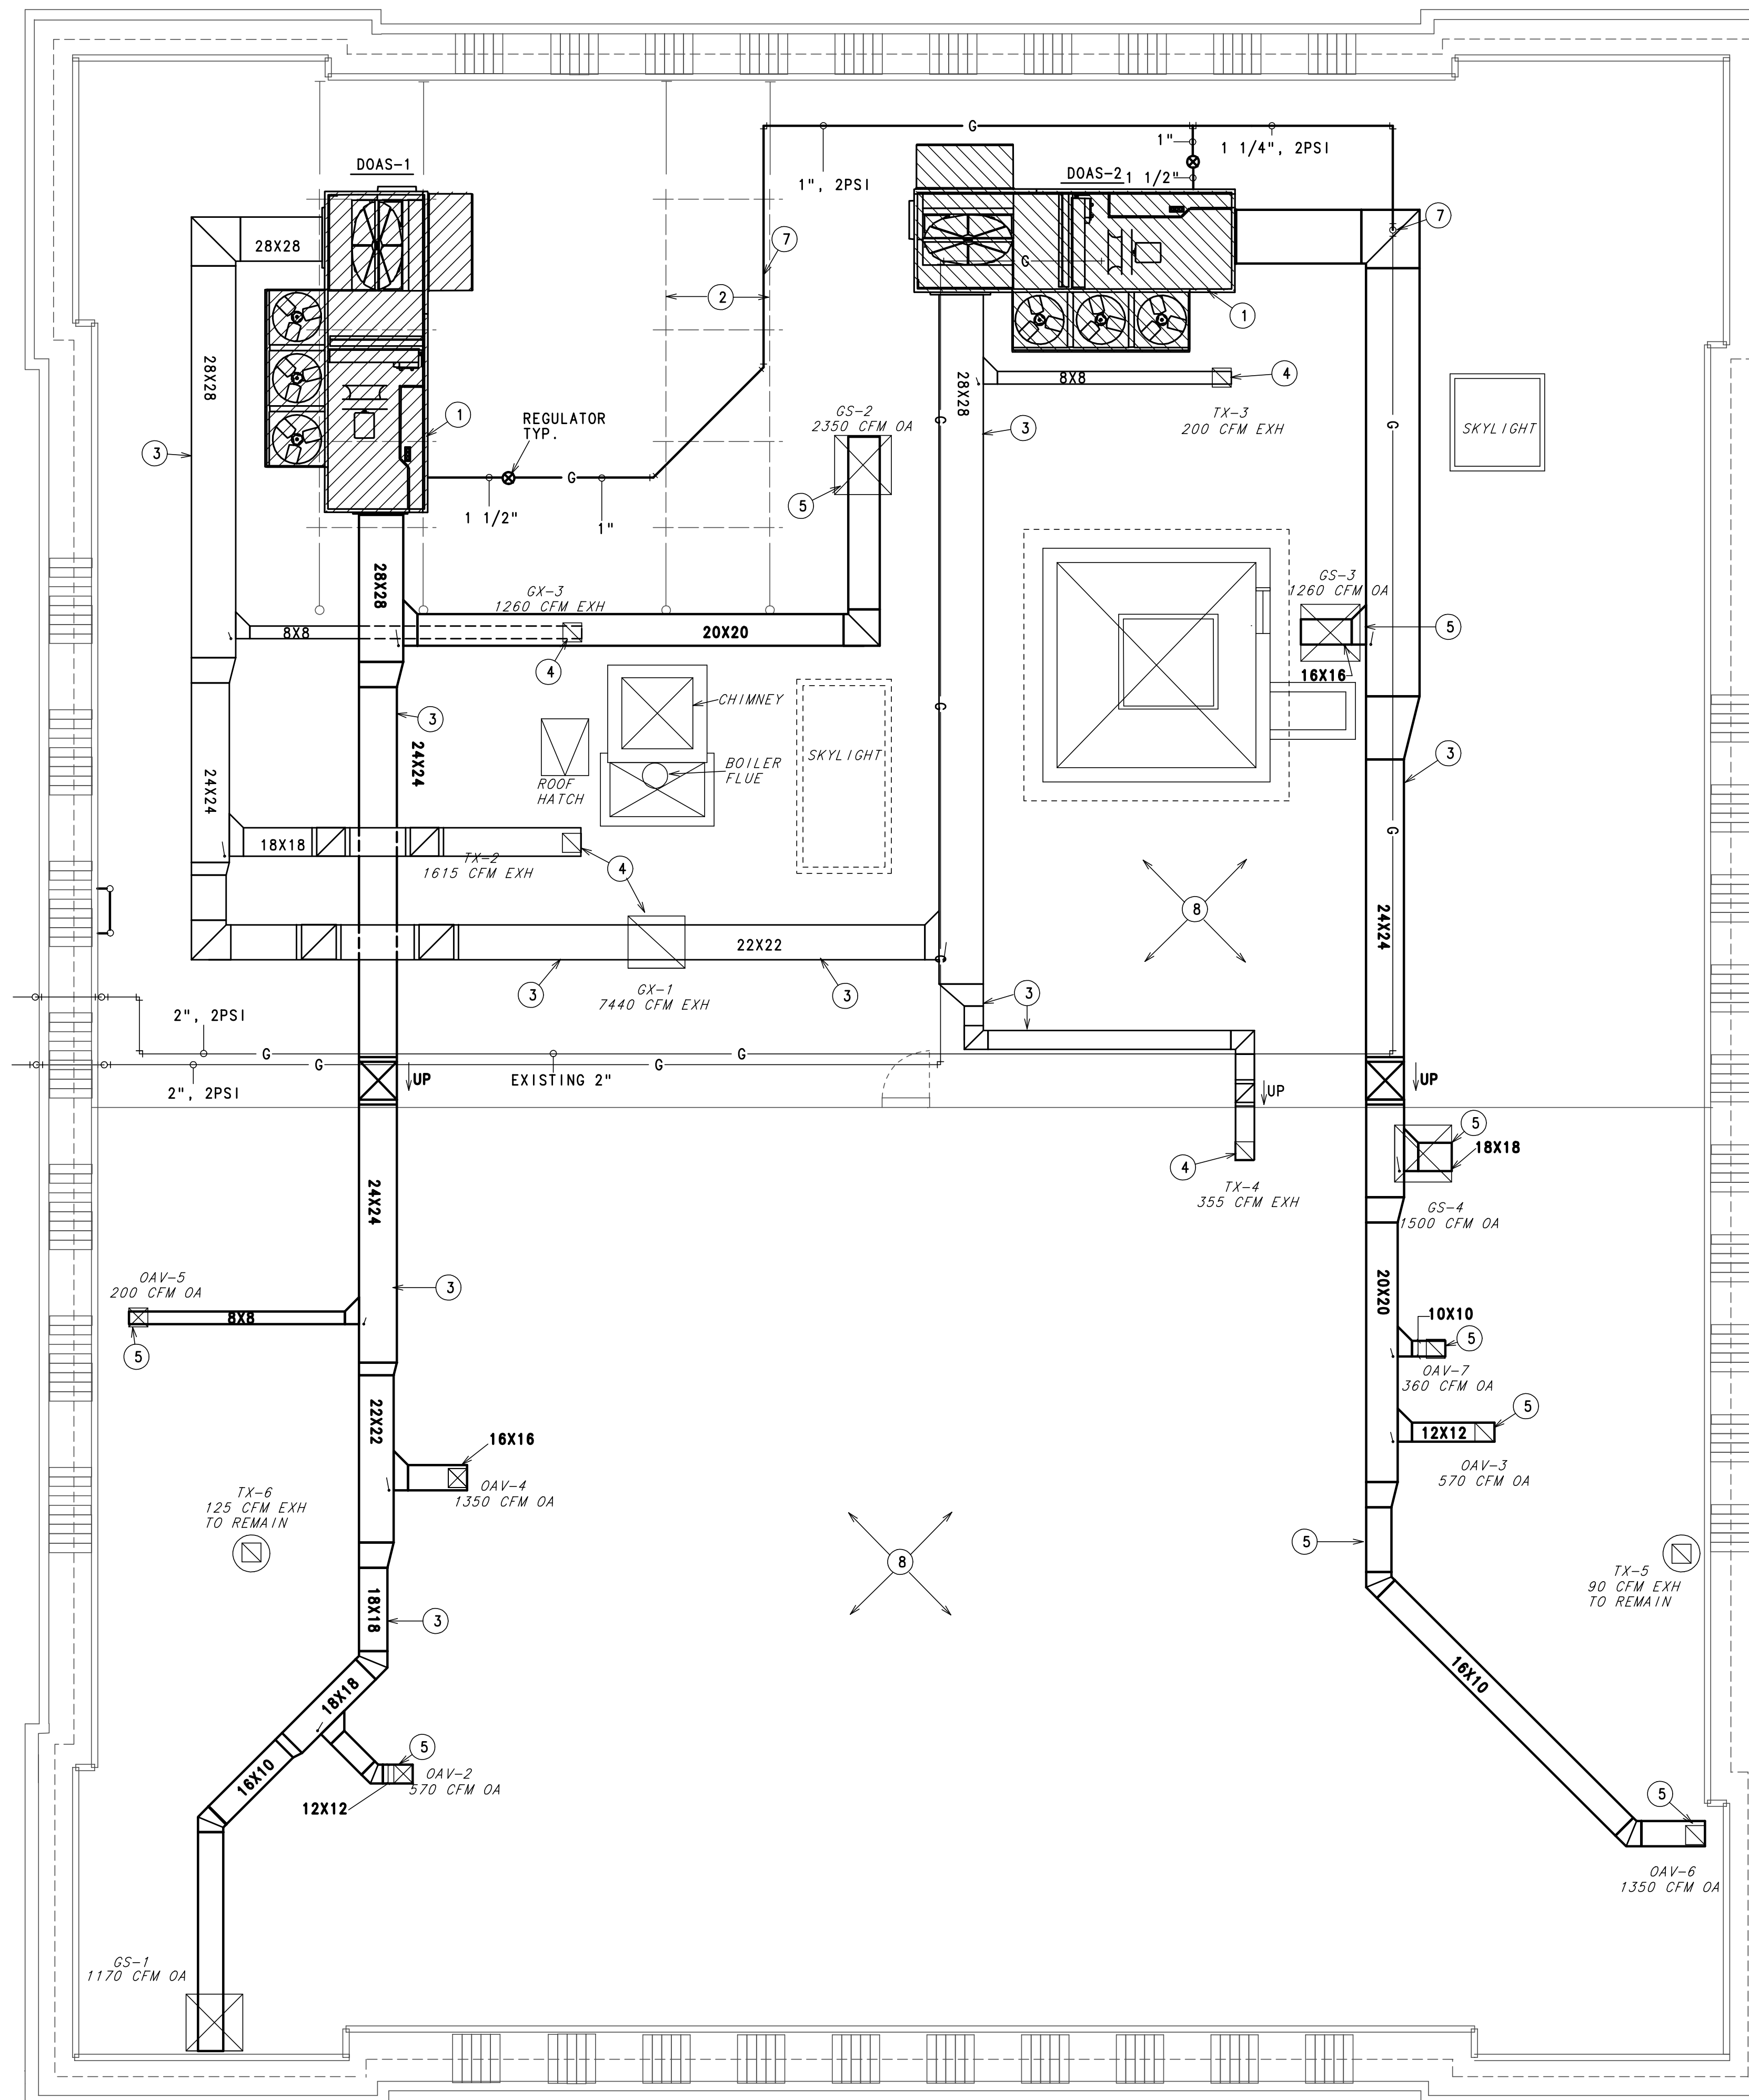 G
1"
1 1/4", 2PSI
DOAS-1
1", 2PSI
DOAS-2
1 1/2"
28X28
7
7
G
2
1
28X28
28X28
8X8
4
GS-2
2350 CFM OA
TX-3
200 CFM EXH
SKYLIGHT
1
REGULATOR
TYP.
3
3
G
G
G
5
1 1/2"
1"
28X28
GX-3
1260 CFM EXH
GS-3
1260 CFM OA
8X8
20X20
5
4
16X16
CHIMNEY
3
24X24
SKYLIGHT
G
3
BOILER
FLUE
ROOF
HATCH
24X24
18X18
TX-2
1615 CFM EXH
4
G
8
24X24
22X22
G
3
3
3
GX-1
7440 CFM EXH
2", 2PSI
G
G
G
G
UP
EXISTING 2"
2", 2PSI
UP
UP
5
18X18
4
TX-4
355 CFM EXH
24X24
GS-4
1500 CFM OA
OAV-5
200 CFM OA
3
20X20
8X8
10X10
5
5
OAV-7
360 CFM OA
22X22
5
12X12
16X16
OAV-3
570 CFM OA
OAV-4
1350 CFM OA
TX-6
125 CFM EXH
TO REMAIN
5
8
TX-5
90 CFM EXH
TO REMAIN
18X18
3
18X18
16X10
5
16X10
OAV-2
570 CFM OA
12X12
5
OAV-6
1350 CFM OA
GS-1
1170 CFM OA